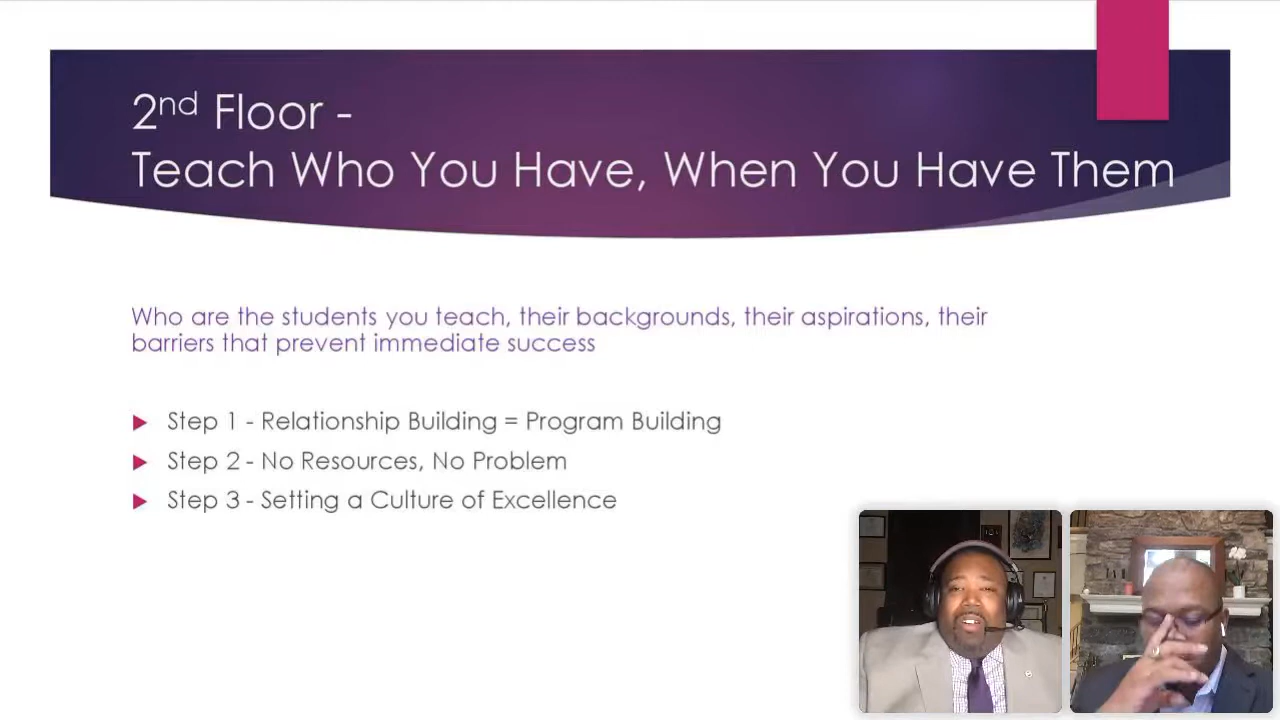 2nd Floor -
Teach Who You Have, When You Have Them
Who are the students you teach, their backgrounds, their aspirations, their
barriers that prevent immediate success
Step 1 - Relationship Building = Program Building
Step 2 - No Resources, No Problem
Step 3 - Setting a Culture of Excellence